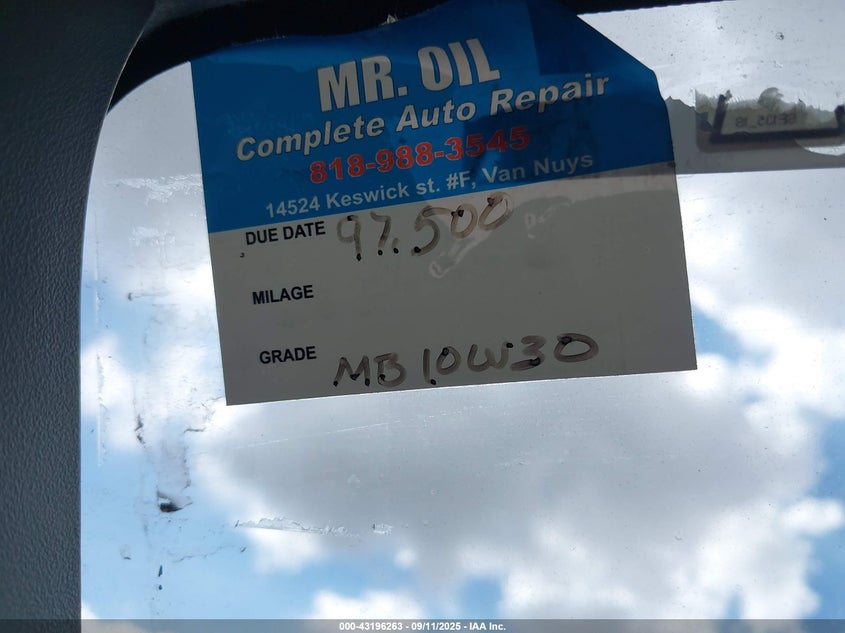 MR. OIL
Complete Auto Repair
818-988-3545
14524 Keswick st. #F, Van Nuys
DUE DATE 97.500
MILAGE
GRADE MB 10W30
000-43196263 - 09/11/2025 - IAA Inc.